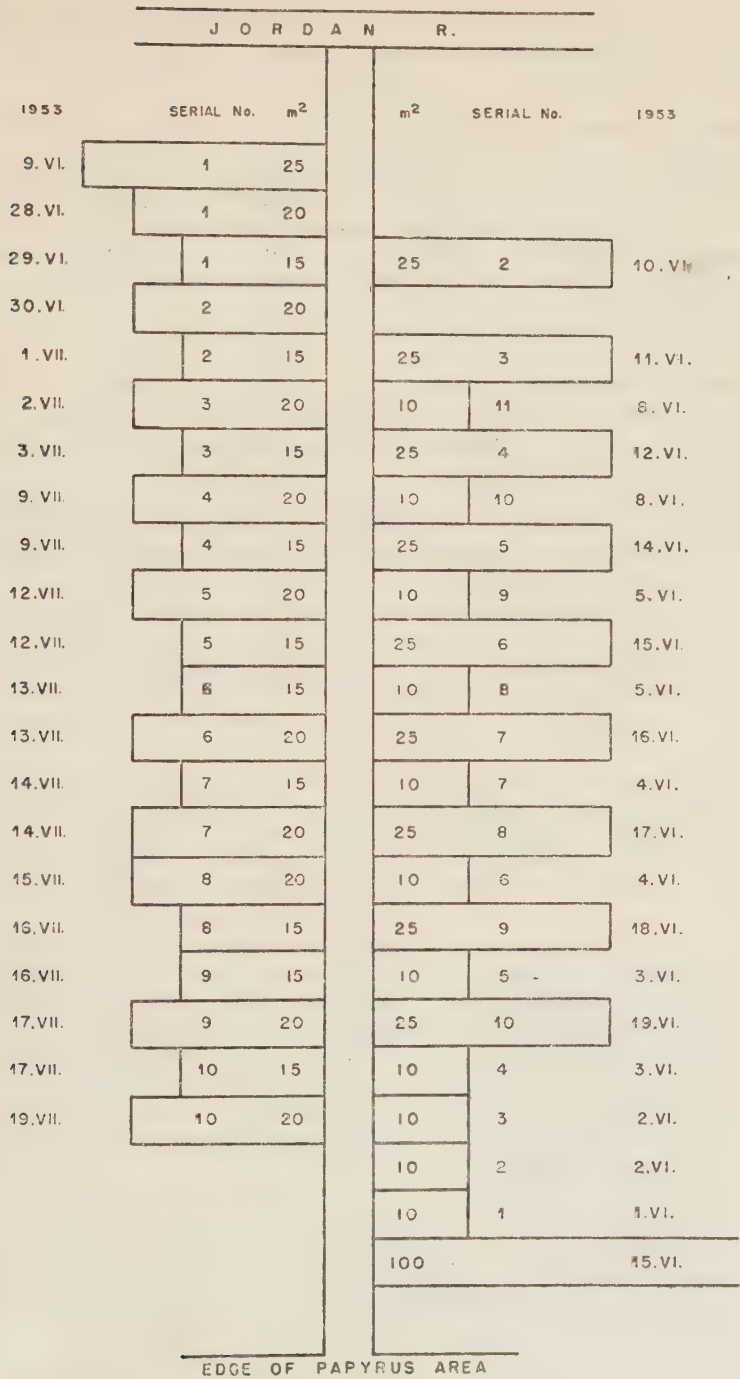 JORDAN R.
1953 SERIAL No. m² m² SERIAL No. 1953
9.VI. 1 25
28.VI. 1 20
29.VI. 1 15 25 2 10.VI.
30.VI. 2 20
1.VII. 2 15 25 3 11.VI.
2.VII. 3 20 10 11 8.VI.
3.VII. 3 15 25 4 12.VI.
9.VII. 4 20 10 10 8.VI.
9.VII. 4 15 25 5 14.VI.
12.VII. 5 20 10 9 5.VI.
12.VII. 5 15 25 6 15.VI.
13.VII. 6 15 10 8 5.VI.
13.VII. 6 20 25 7 16.VI.
14.VII. 7 15 10 7 4.VI.
14.VII. 7 20 25 8 17.VI.
15.VII. 8 20 10 6 4.VI.
16.VII. 8 15 25 9 18.VI.
16.VII. 9 15 10 5 3.VI.
17.VII. 9 20 25 10 19.VI.
17.VII. 10 15 10 4 3.VI.
19.VII. 10 20 10 3 2.VI.
10 2 2.VI.
10 1 1.VI.
100 15.VI.
EDGE OF PAPYRUS AREA